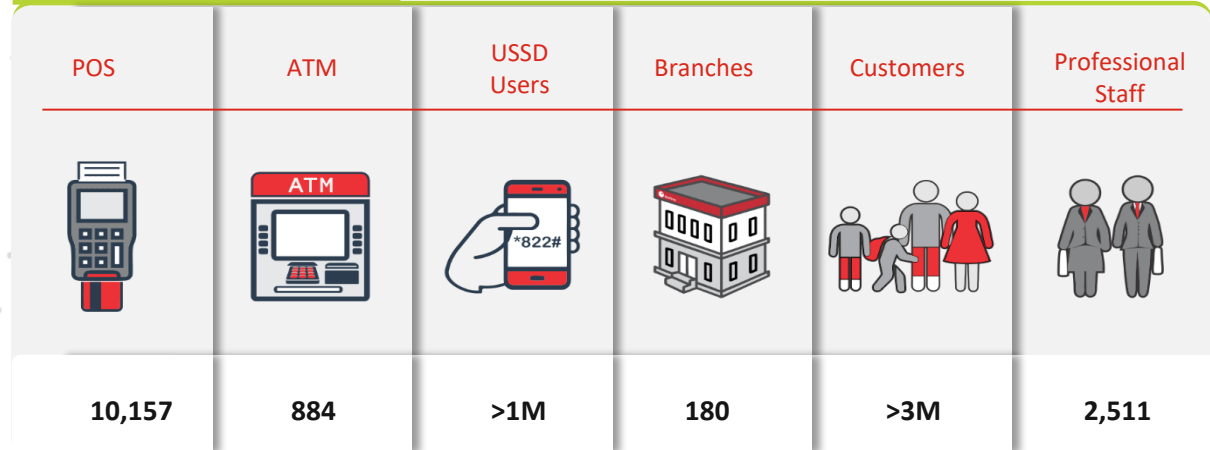 POS
ATM
USSD
Users
Branches
Customers
Professional
Staff
ATM
*822#
10,157
884
>1M
180
>3M
2,511